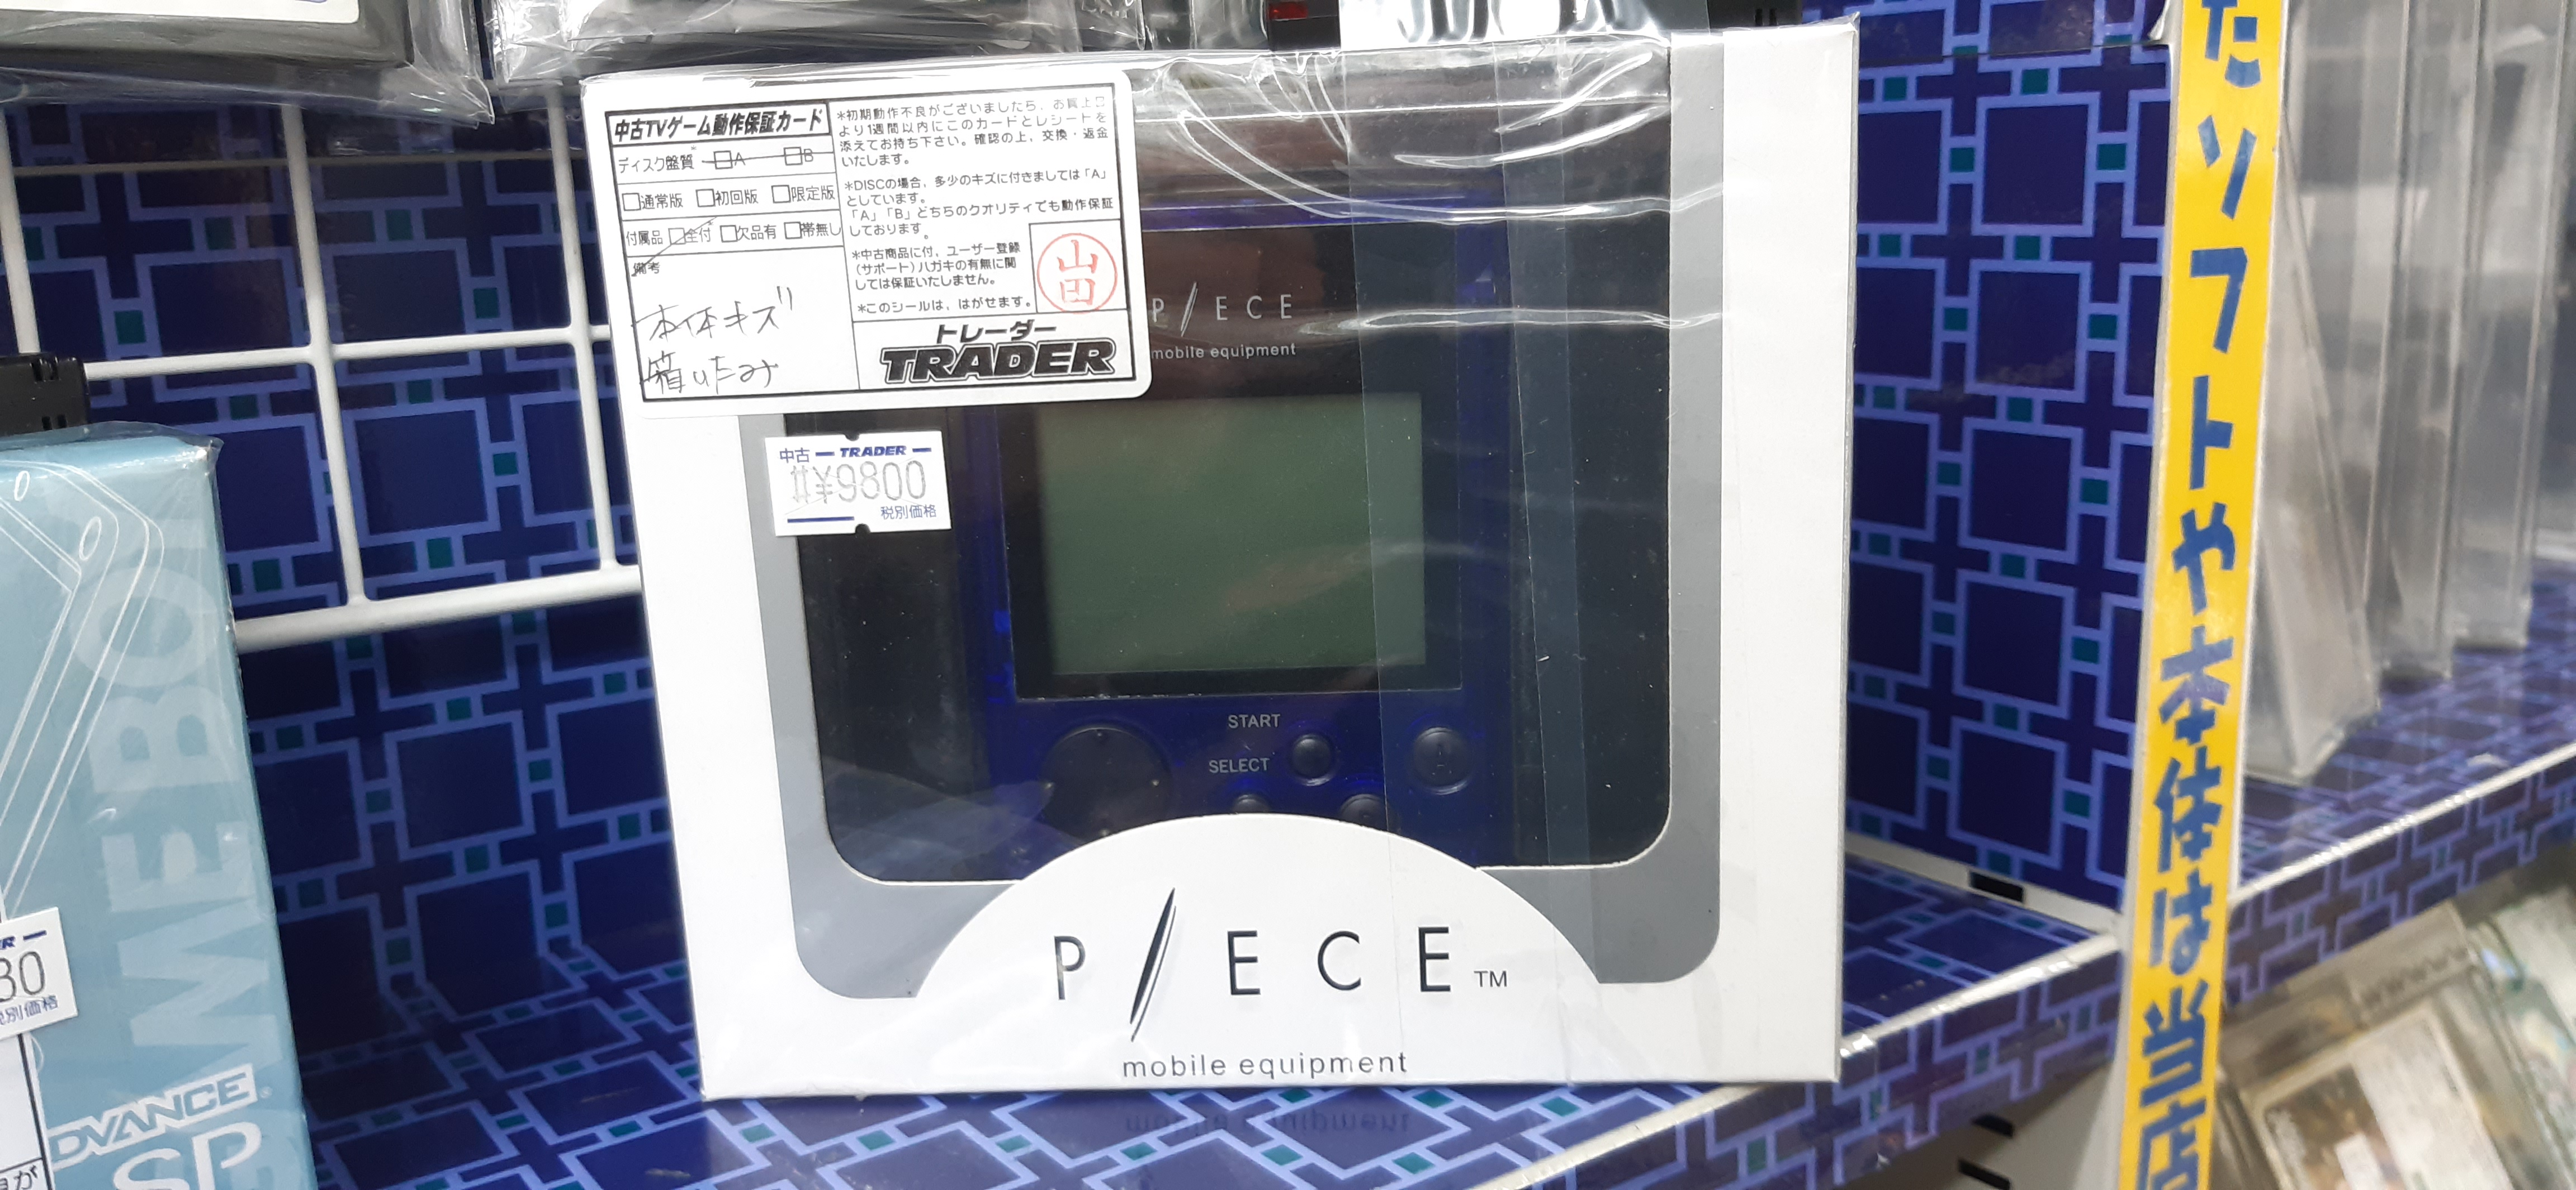 中古TVゲーム動作保証カード
ディスク盤質 □A □B
□通常版 □初回版 □限定版
付属品 □全付 □欠品有 □帯無し
備考
本体キズ
箱いたみ
*初期動作不良がございましたら、お買上日
より1週間以内にこのカードとレシートを
添えてお持ち下さい。確認の上、交換・返金
いたします。
*DISCの場合、多少のキズに付きましては「A」
としています。
「A」「B」どちらのクオリティでも動作保証
しております。
*中古商品に付、ユーザー登録
(サポート)ハガキの有無に関
しては保証いたしません。
*このシールは、はがせます。
山田
トレーダー
TRADER
中古 TRADER
#¥9800
税別価格
P/ECE
mobile equipment
START
SELECT
A
P/ECE TM
mobile equipment
DVANCE
SP
30
税別価格
たソフトや本体は当店